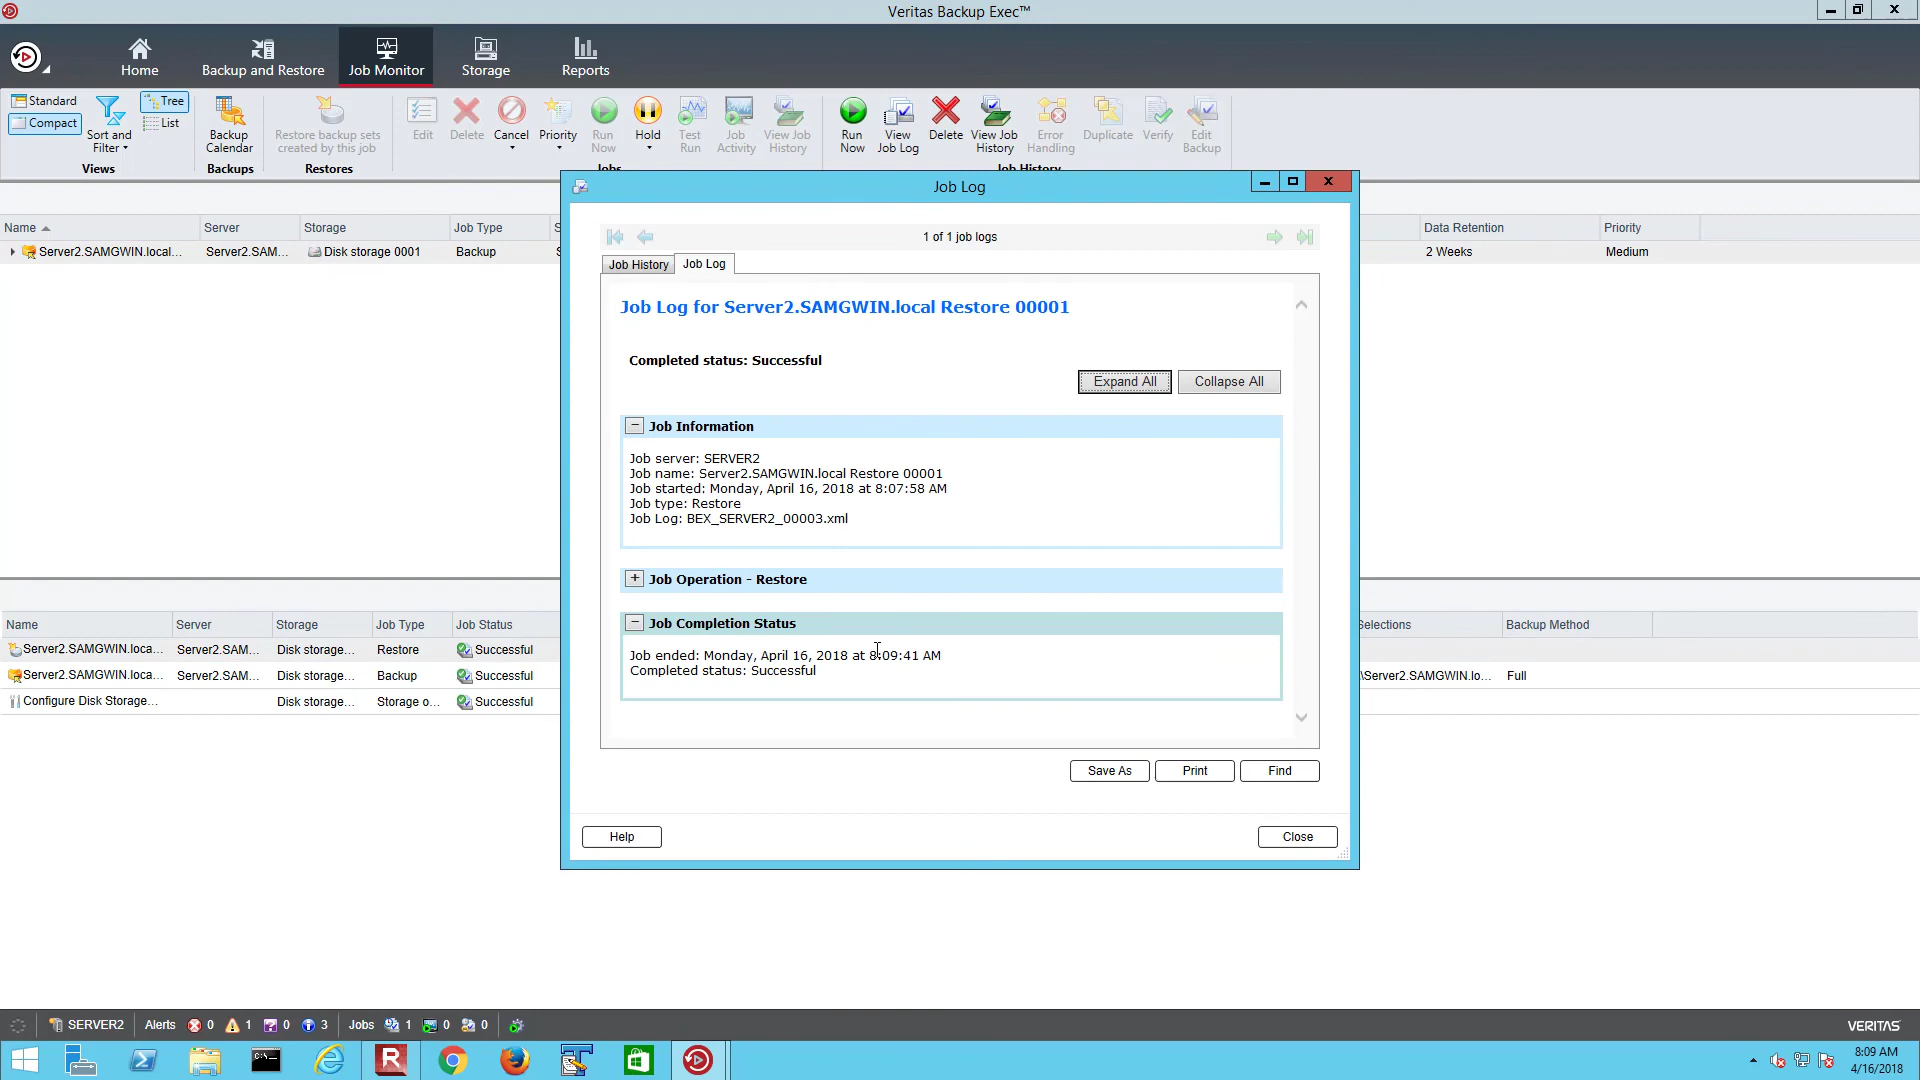 Veritas Backup Exec™
Home
Backup and Restore
Job Monitor
Storage
Reports
Standard
Compact
Sort and Filter
Tree
List
Views
Backup Calendar
Backups
Restore backup sets created by this job
Restores
Edit
Delete
Cancel
Priority
Run Now
Hold
Test Run
Job Activity
View Job History
Jobs
Run Now
View Job Log
Delete
View Job History
Error Handling
Duplicate
Verify
Edit Backup
Job History
Name
Server
Storage
Job Type
S
Data Retention
Priority
Server2.SAMGWIN.local...
Server2.SAM...
Disk storage 0001
Backup
S
2 Weeks
Medium
Job Log
1 of 1 job logs
Job History
Job Log
Job Log for Server2.SAMGWIN.local Restore 00001
Completed status: Successful
Expand All
Collapse All
Job Information
Job server: SERVER2
Job name: Server2.SAMGWIN.local Restore 00001
Job started: Monday, April 16, 2018 at 8:07:58 AM
Job type: Restore
Job Log: BEX_SERVER2_00003.xml
Job Operation - Restore
Job Completion Status
Job ended: Monday, April 16, 2018 at 8:09:41 AM
Completed status: Successful
Save As
Print
Find
Help
Close
Name
Server
Storage
Job Type
Job Status
Selections
Backup Method
Server2.SAMGWIN.loca...
Server2.SAM...
Disk storage...
Restore
Successful
Server2.SAMGWIN.loca...
Server2.SAM...
Disk storage...
Backup
Successful
\Server2.SAMGWIN.lo...
Full
Configure Disk Storage...
Disk storage...
Storage o...
Successful
SERVER2
Alerts
0
1
0
3
Jobs
1
0
0
VERITAS
8:09 AM
4/16/2018